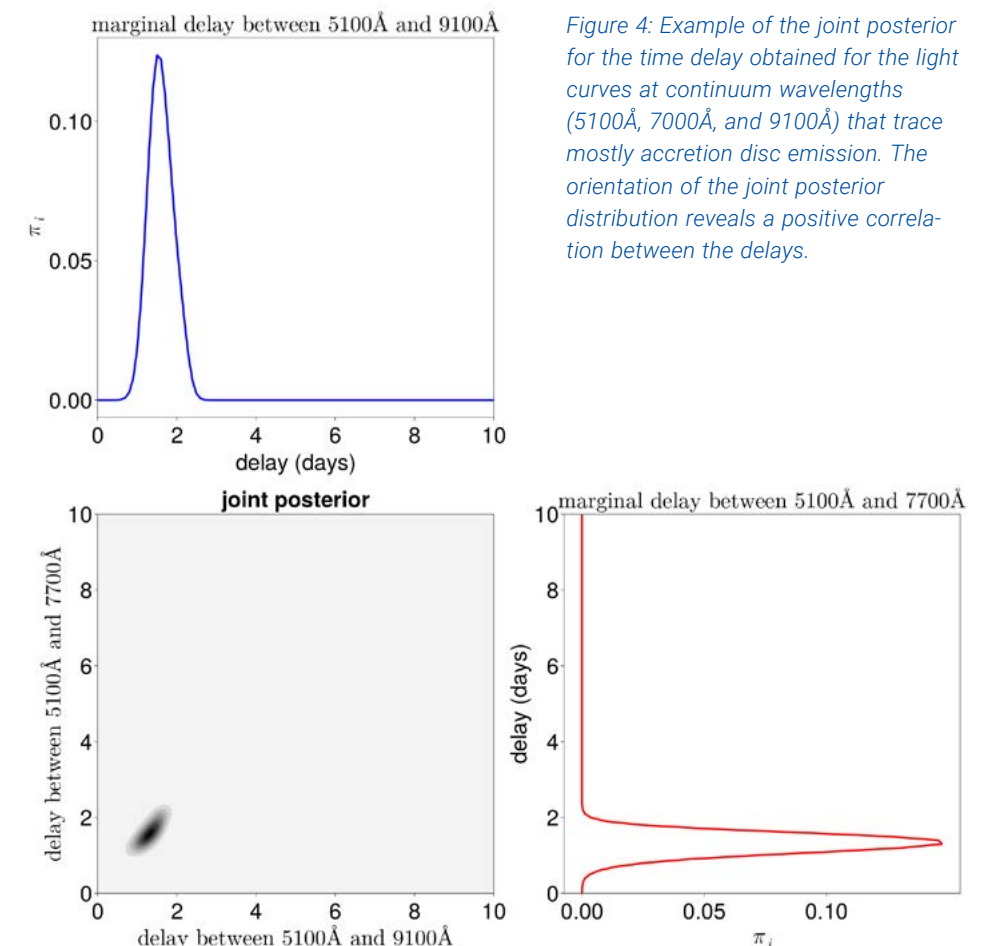 marginal delay between 5100Å and 9100Å
0.10
0.05
0.00
π_i
0 2 4 6 8 10
delay (days)
Figure 4: Example of the joint posterior
for the time delay obtained for the light
curves at continuum wavelengths
(5100Å, 7000Å, and 9100Å) that trace
mostly accretion disc emission. The
orientation of the joint posterior
distribution reveals a positive correla-
tion between the delays.
joint posterior
10
8
6
4
2
0
delay between 5100Å and 7700Å
0 2 4 6 8 10
delay between 5100Å and 9100Å
marginal delay between 5100Å and 7700Å
10
8
6
4
2
0
delay (days)
0.00 0.05 0.10
π_i